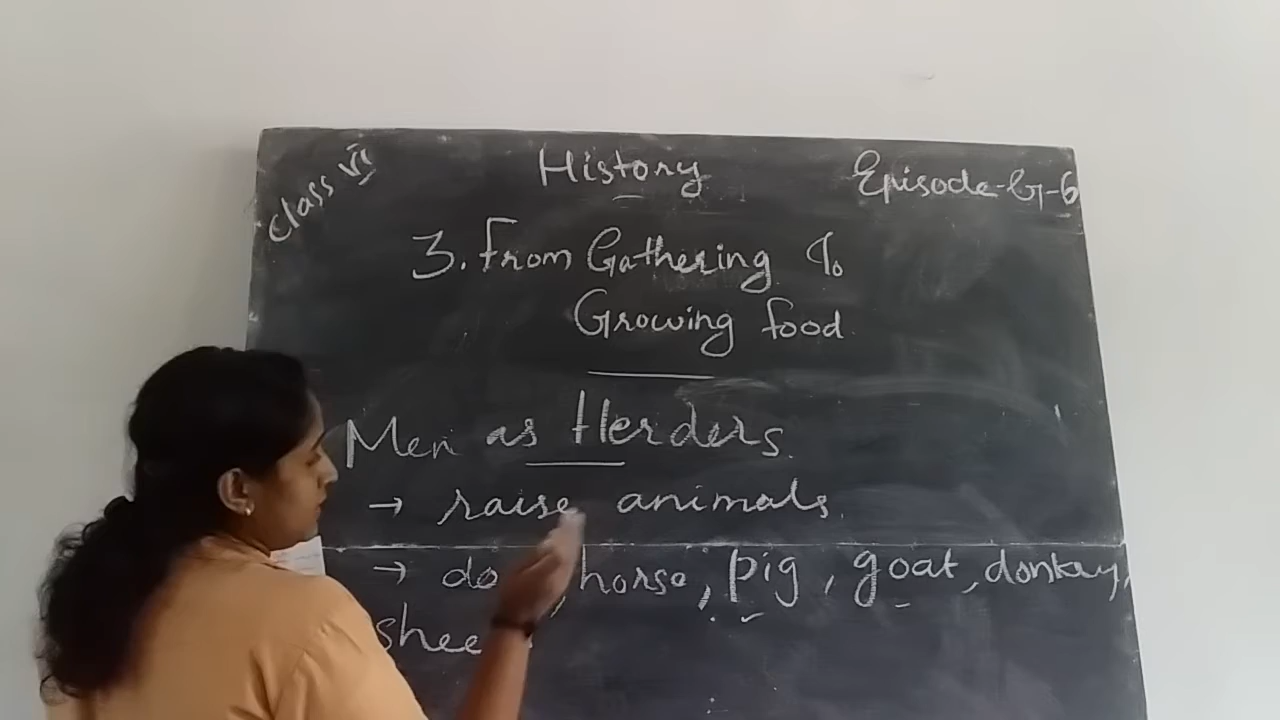 Class VI
History
Episode-G-6
3. From Gathering to
Growing food
Men as Herders.
→ raise animals.
→ do , horse, pig, goat, donkey,
shee